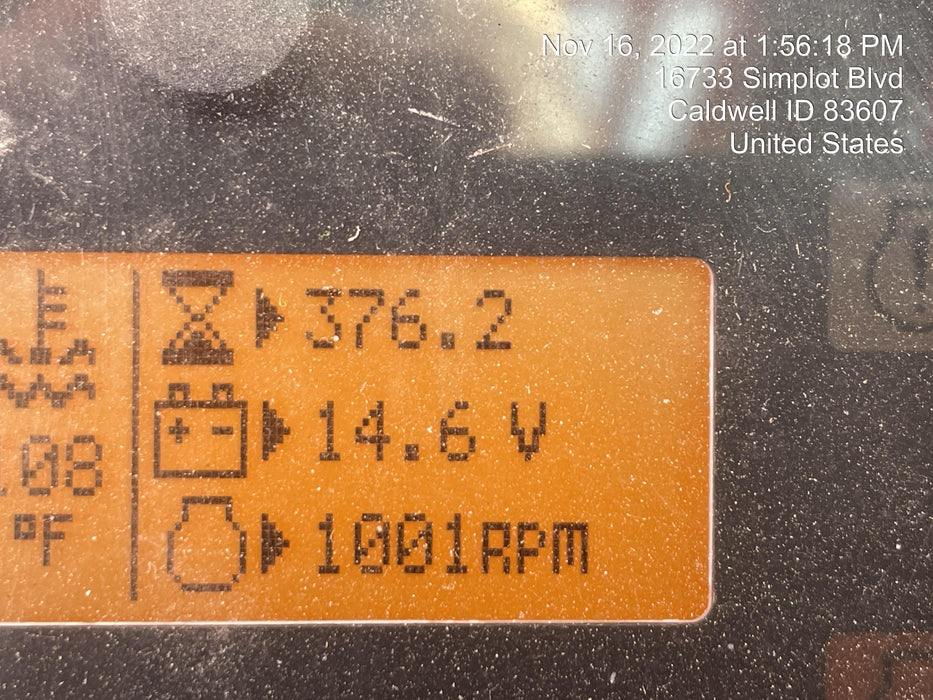 Nov 16, 2022 at 1:56:18 PM
16733 Simplot Blvd
Caldwell ID 83607
United States
376.2
14.6 V
08
°F
1001RPM